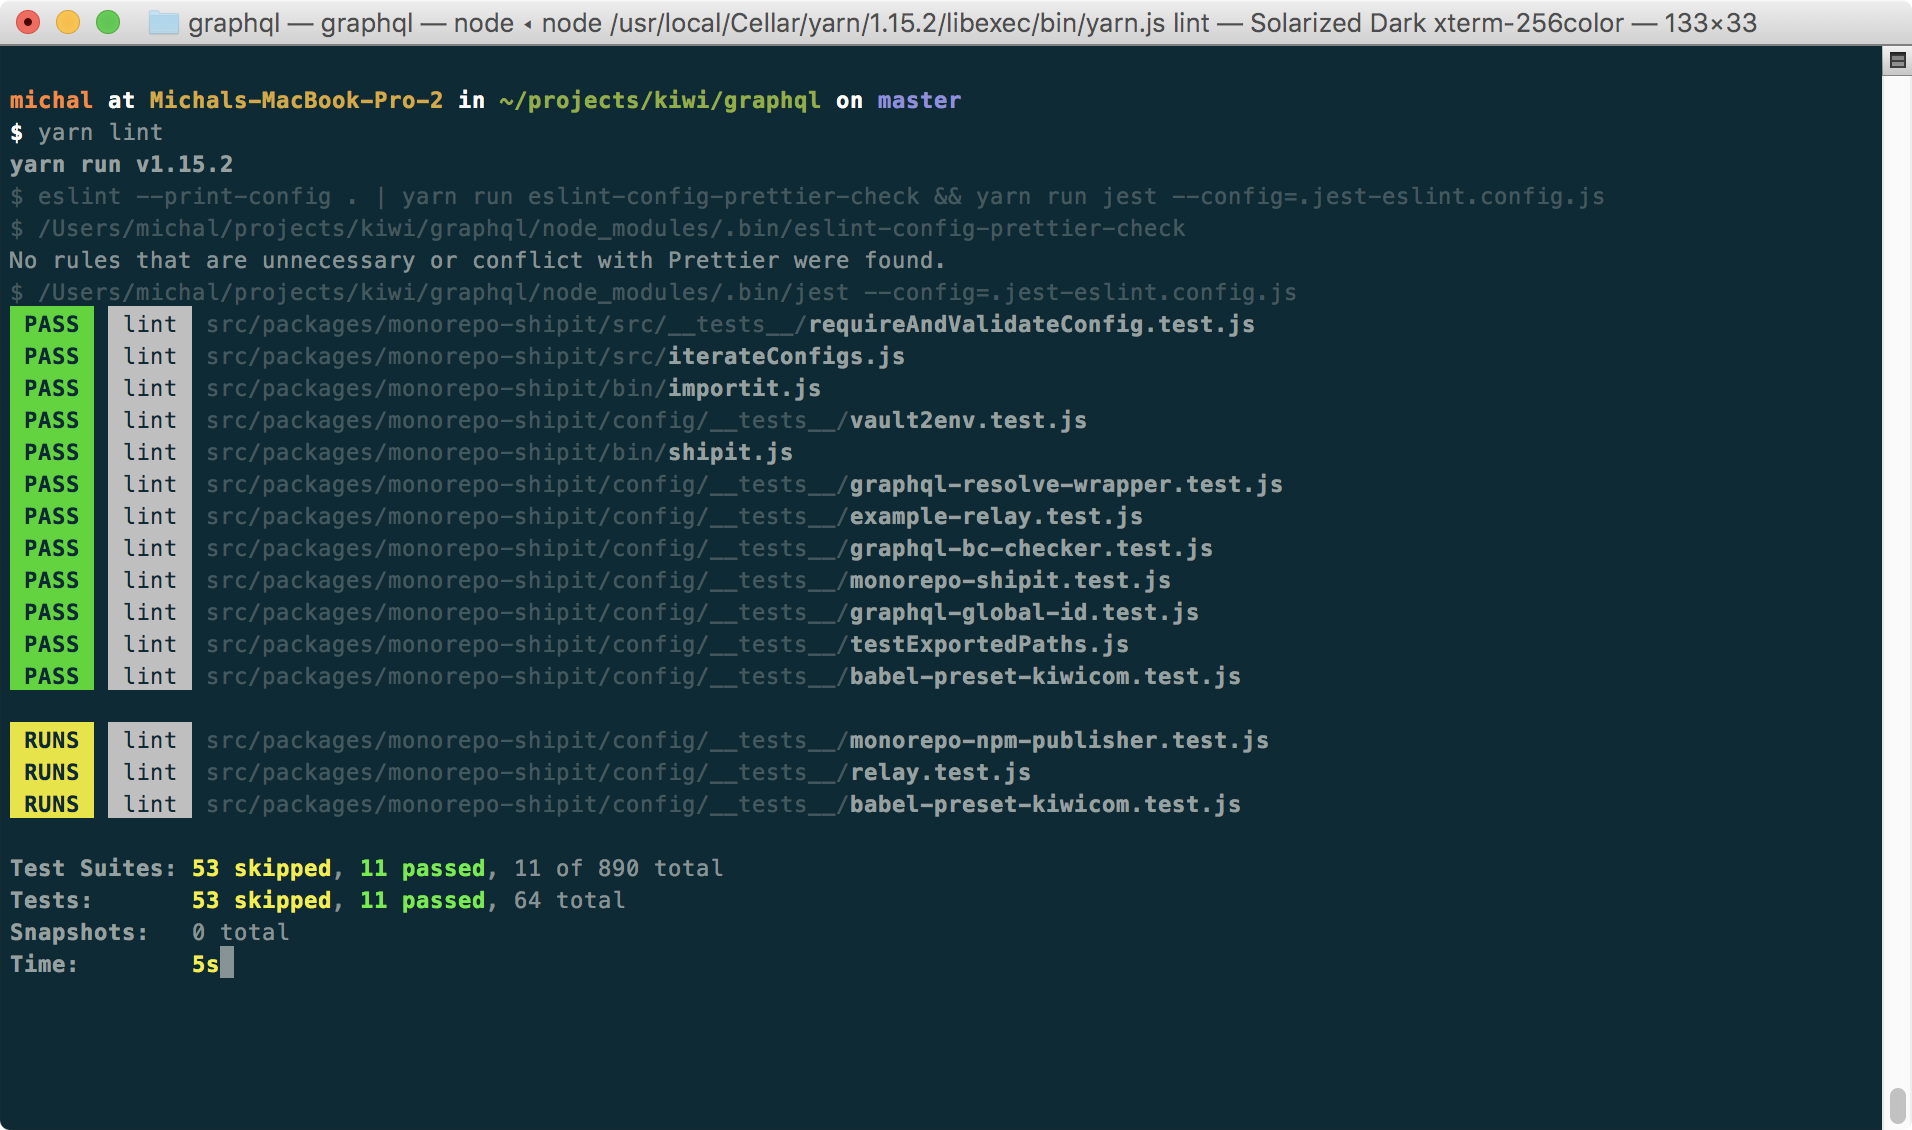 graphql — graphql — node ◂ node /usr/local/Cellar/yarn/1.15.2/libexec/bin/yarn.js lint — Solarized Dark xterm-256color — 133×33
michal at Michals-MacBook-Pro-2 in ~/projects/kiwi/graphql on master
$ yarn lint
yarn run v1.15.2
$ eslint --print-config . | yarn run eslint-config-prettier-check && yarn run jest --config=.jest-eslint.config.js
$ /Users/michal/projects/kiwi/graphql/node_modules/.bin/eslint-config-prettier-check
No rules that are unnecessary or conflict with Prettier were found.
$ /Users/michal/projects/kiwi/graphql/node_modules/.bin/jest --config=.jest-eslint.config.js
PASS lint src/packages/monorepo-shipit/src/__tests__/requireAndValidateConfig.test.js
PASS lint src/packages/monorepo-shipit/src/iterateConfigs.js
PASS lint src/packages/monorepo-shipit/bin/importit.js
PASS lint src/packages/monorepo-shipit/config/__tests__/vault2env.test.js
PASS lint src/packages/monorepo-shipit/bin/shipit.js
PASS lint src/packages/monorepo-shipit/config/__tests__/graphql-resolve-wrapper.test.js
PASS lint src/packages/monorepo-shipit/config/__tests__/example-relay.test.js
PASS lint src/packages/monorepo-shipit/config/__tests__/graphql-bc-checker.test.js
PASS lint src/packages/monorepo-shipit/config/__tests__/monorepo-shipit.test.js
PASS lint src/packages/monorepo-shipit/config/__tests__/graphql-global-id.test.js
PASS lint src/packages/monorepo-shipit/config/__tests__/testExportedPaths.js
PASS lint src/packages/monorepo-shipit/config/__tests__/babel-preset-kiwicom.test.js
RUNS lint src/packages/monorepo-shipit/config/__tests__/monorepo-npm-publisher.test.js
RUNS lint src/packages/monorepo-shipit/config/__tests__/relay.test.js
RUNS lint src/packages/monorepo-shipit/config/__tests__/babel-preset-kiwicom.test.js
Test Suites: 53 skipped, 11 passed, 11 of 890 total
Tests: 53 skipped, 11 passed, 64 total
Snapshots: 0 total
Time: 5s